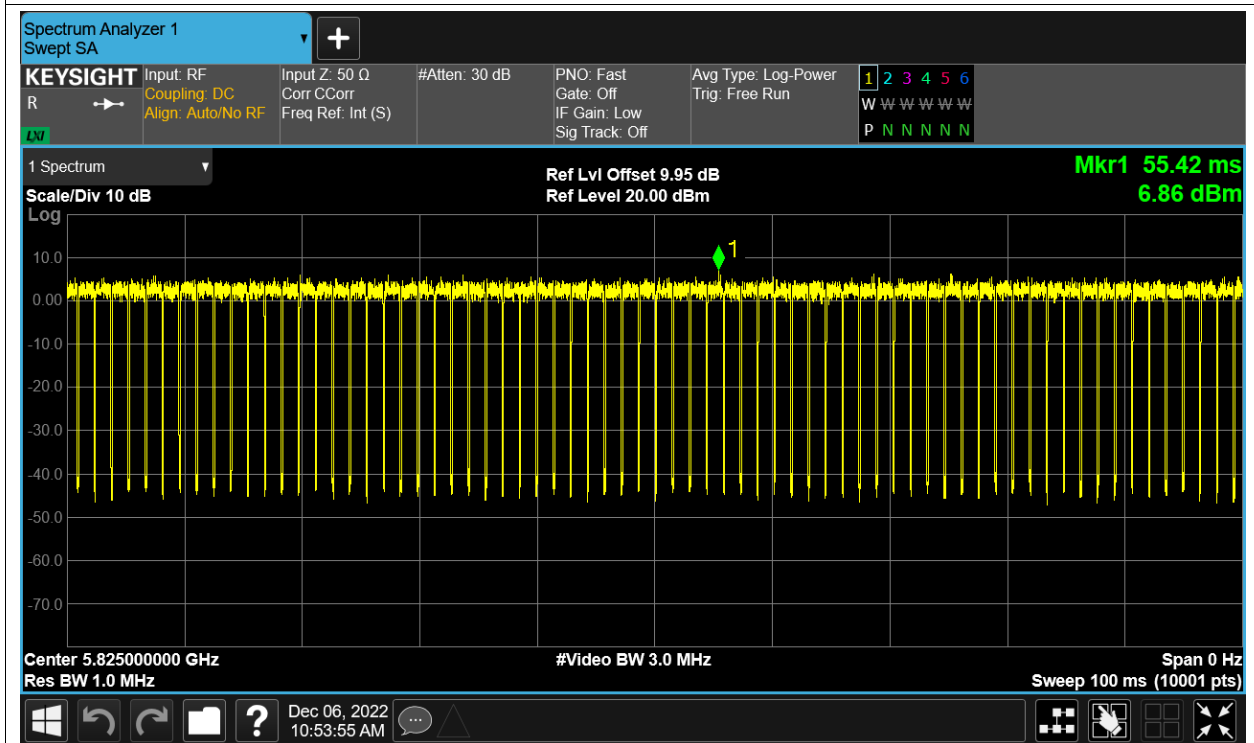 Spectrum Analyzer 1
Swept SA
KEYSIGHT
R
LXI
Input: RF
Coupling: DC
Align: Auto/No RF
Input Z: 50 Ω
Corr CCorr
Freq Ref: Int (S)
#Atten: 30 dB
PNO: Fast
Gate: Off
IF Gain: Low
Sig Track: Off
Avg Type: Log-Power
Trig: Free Run
1 2 3 4 5 6
W W W W W W
P N N N N N
1 Spectrum
Scale/Div 10 dB
Log
Ref Lvl Offset 9.95 dB
Ref Level 20.00 dBm
Mkr1 55.42 ms
6.86 dBm
1
10.0
0.00
-10.0
-20.0
-30.0
-40.0
-50.0
-60.0
-70.0
Center 5.825000000 GHz
Res BW 1.0 MHz
#Video BW 3.0 MHz
Span 0 Hz
Sweep 100 ms (10001 pts)
?
Dec 06, 2022
10:53:55 AM